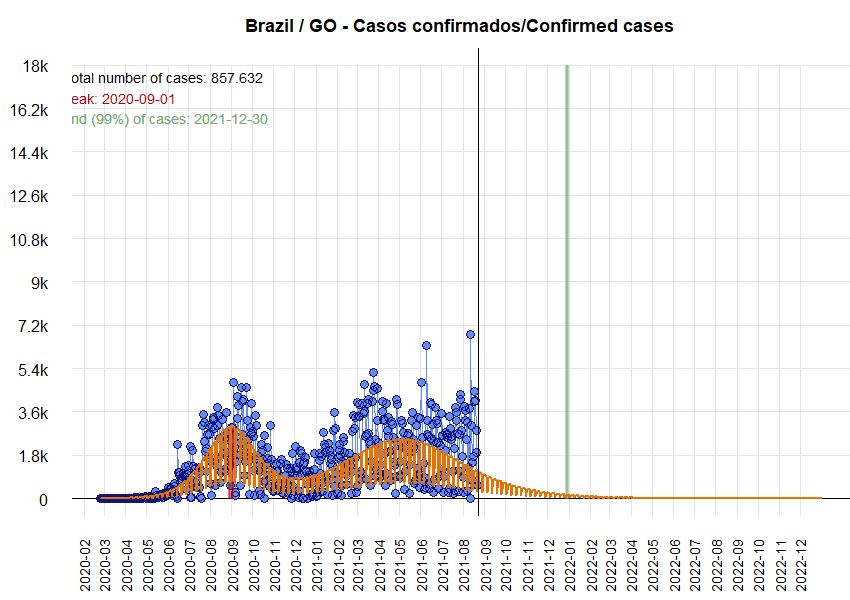 Brazil / GO - Casos confirmados/Confirmed cases
18k
16.2k
14.4k
12.6k
10.8k
9k
7.2k
5.4k
3.6k
1.8k
0
otal number of cases: 857.632
eak: 2020-09-01
nd (99%) of cases: 2021-12-30
2020-02
2020-03
2020-04
2020-05
2020-06
2020-07
2020-08
2020-09
2020-10
2020-11
2020-12
2021-01
2021-02
2021-03
2021-04
2021-05
2021-06
2021-07
2021-08
2021-09
2021-10
2021-11
2021-12
2022-01
2022-02
2022-03
2022-04
2022-05
2022-06
2022-07
2022-08
2022-09
2022-10
2022-11
2022-12